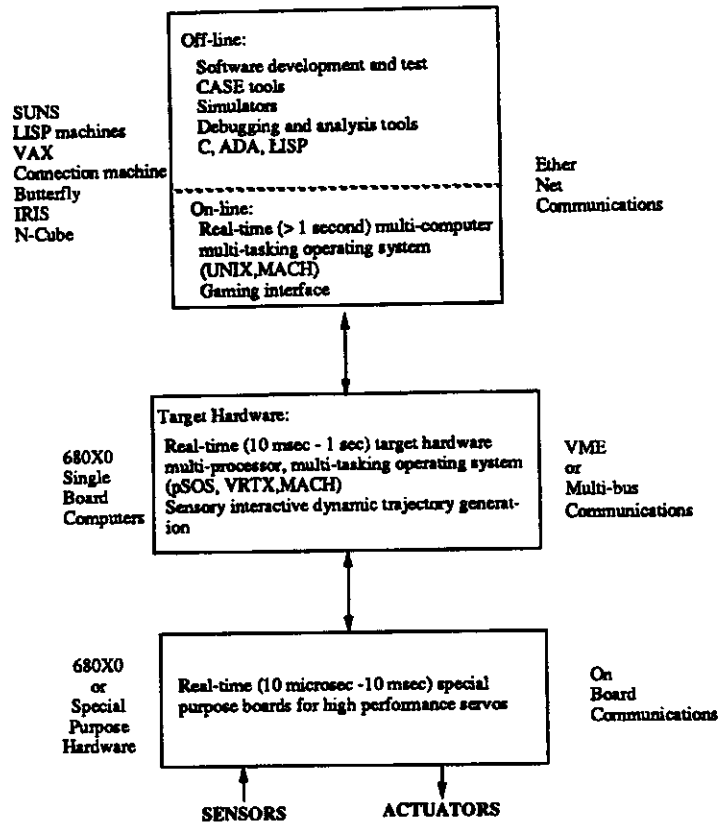 Off-line:
Software development and test
CASE tools
Simulators
Debugging and analysis tools
C, ADA, LISP
SUNS
LISP machines
VAX
Connection machine
Butterfly
IRIS
N-Cube
Ether
Net
Communications
On-line:
Real-time (> 1 second) multi-computer
multi-tasking operating system
(UNIX,MACH)
Gaming interface
Target Hardware:
Real-time (10 msec - 1 sec) target hardware
multi-processor, multi-tasking operating system
(pSOS, VRTX,MACH)
Sensory interactive dynamic trajectory generat-
ion
680X0
Single
Board
Computers
VME
or
Multi-bus
Communications
680X0
or
Special
Purpose
Hardware
Real-time (10 microsec -10 msec) special
purpose boards for high performance servos
On
Board
Communications
SENSORS
ACTUATORS